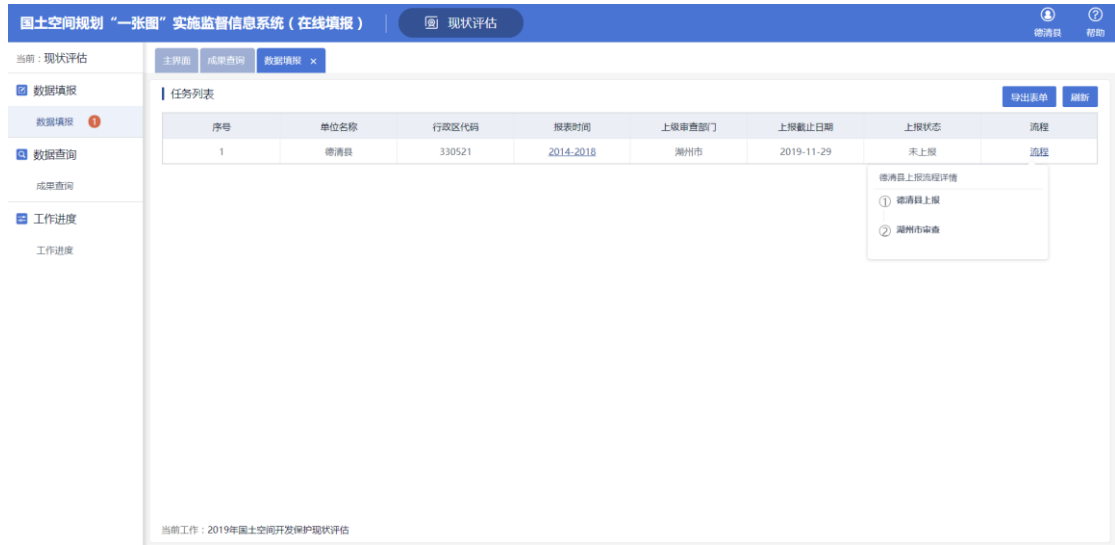 国土空间规划“一张图”实施监督信息系统（在线填报） 现状评估 德清县 帮助
当前：现状评估 主界面 成果查询 数据填报 ×
数据填报 任务列表 导出表单 刷新
数据填报 1
数据查询
成果查询
工作进度
工作进度
序号 单位名称 行政区代码 报表时间 上级审查部门 上报截止日期 上报状态 流程
1 德清县 330521 2014-2018 湖州市 2019-11-29 未上报 流程
德清县上报流程详情
① 德清县上报
② 湖州市审查
当前工作：2019年国土空间开发保护现状评估